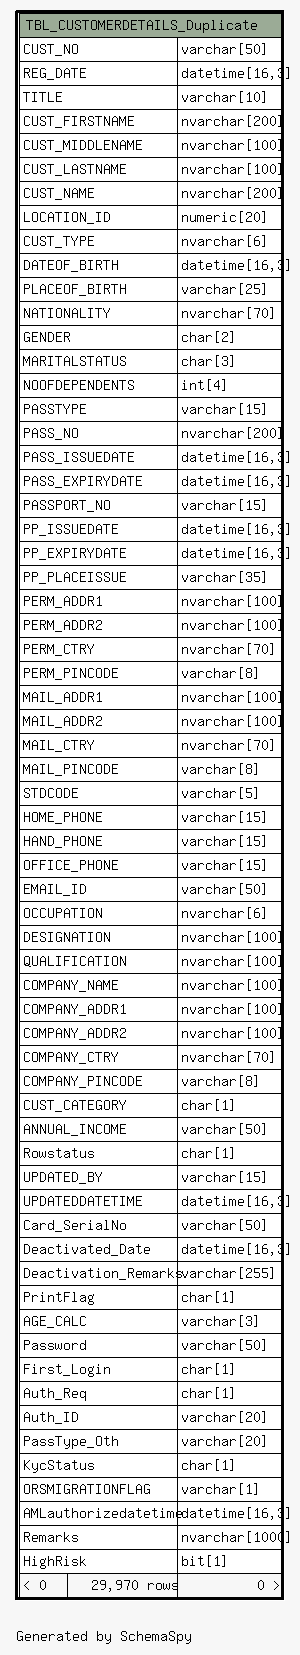 TBL_CUSTOMERDETAILS_Duplicate
CUST_NO varchar[50]
REG_DATE datetime[16,3]
TITLE varchar[10]
CUST_FIRSTNAME nvarchar[200]
CUST_MIDDLENAME nvarchar[100]
CUST_LASTNAME nvarchar[100]
CUST_NAME nvarchar[200]
LOCATION_ID numeric[20]
CUST_TYPE nvarchar[6]
DATEOF_BIRTH datetime[16,3]
PLACEOF_BIRTH varchar[25]
NATIONALITY nvarchar[70]
GENDER char[2]
MARITALSTATUS char[3]
NOOFDEPENDENTS int[4]
PASSTYPE varchar[15]
PASS_NO nvarchar[200]
PASS_ISSUEDATE datetime[16,3]
PASS_EXPIRYDATE datetime[16,3]
PASSPORT_NO varchar[15]
PP_ISSUEDATE datetime[16,3]
PP_EXPIRYDATE datetime[16,3]
PP_PLACEISSUE varchar[35]
PERM_ADDR1 nvarchar[100]
PERM_ADDR2 nvarchar[100]
PERM_CTRY nvarchar[70]
PERM_PINCODE varchar[8]
MAIL_ADDR1 nvarchar[100]
MAIL_ADDR2 nvarchar[100]
MAIL_CTRY nvarchar[70]
MAIL_PINCODE varchar[8]
STDCODE varchar[5]
HOME_PHONE varchar[15]
HAND_PHONE varchar[15]
OFFICE_PHONE varchar[15]
EMAIL_ID varchar[50]
OCCUPATION nvarchar[6]
DESIGNATION nvarchar[100]
QUALIFICATION nvarchar[100]
COMPANY_NAME nvarchar[100]
COMPANY_ADDR1 nvarchar[100]
COMPANY_ADDR2 nvarchar[100]
COMPANY_CTRY nvarchar[70]
COMPANY_PINCODE varchar[8]
CUST_CATEGORY char[1]
ANNUAL_INCOME varchar[50]
Rowstatus char[1]
UPDATED_BY varchar[15]
UPDATEDDATETIME datetime[16,3]
Card_SerialNo varchar[50]
Deactivated_Date datetime[16,3]
Deactivation_Remarks varchar[255]
PrintFlag char[1]
AGE_CALC varchar[3]
Password varchar[50]
First_Login char[1]
Auth_Req char[1]
Auth_ID varchar[20]
PassType_Oth varchar[20]
KycStatus char[1]
ORSMIGRATIONFLAG varchar[1]
AMLauthorizedatetime datetime[16,3]
Remarks nvarchar[1000]
HighRisk bit[1]
< 0 29,970 rows 0 >
Generated by SchemaSpy